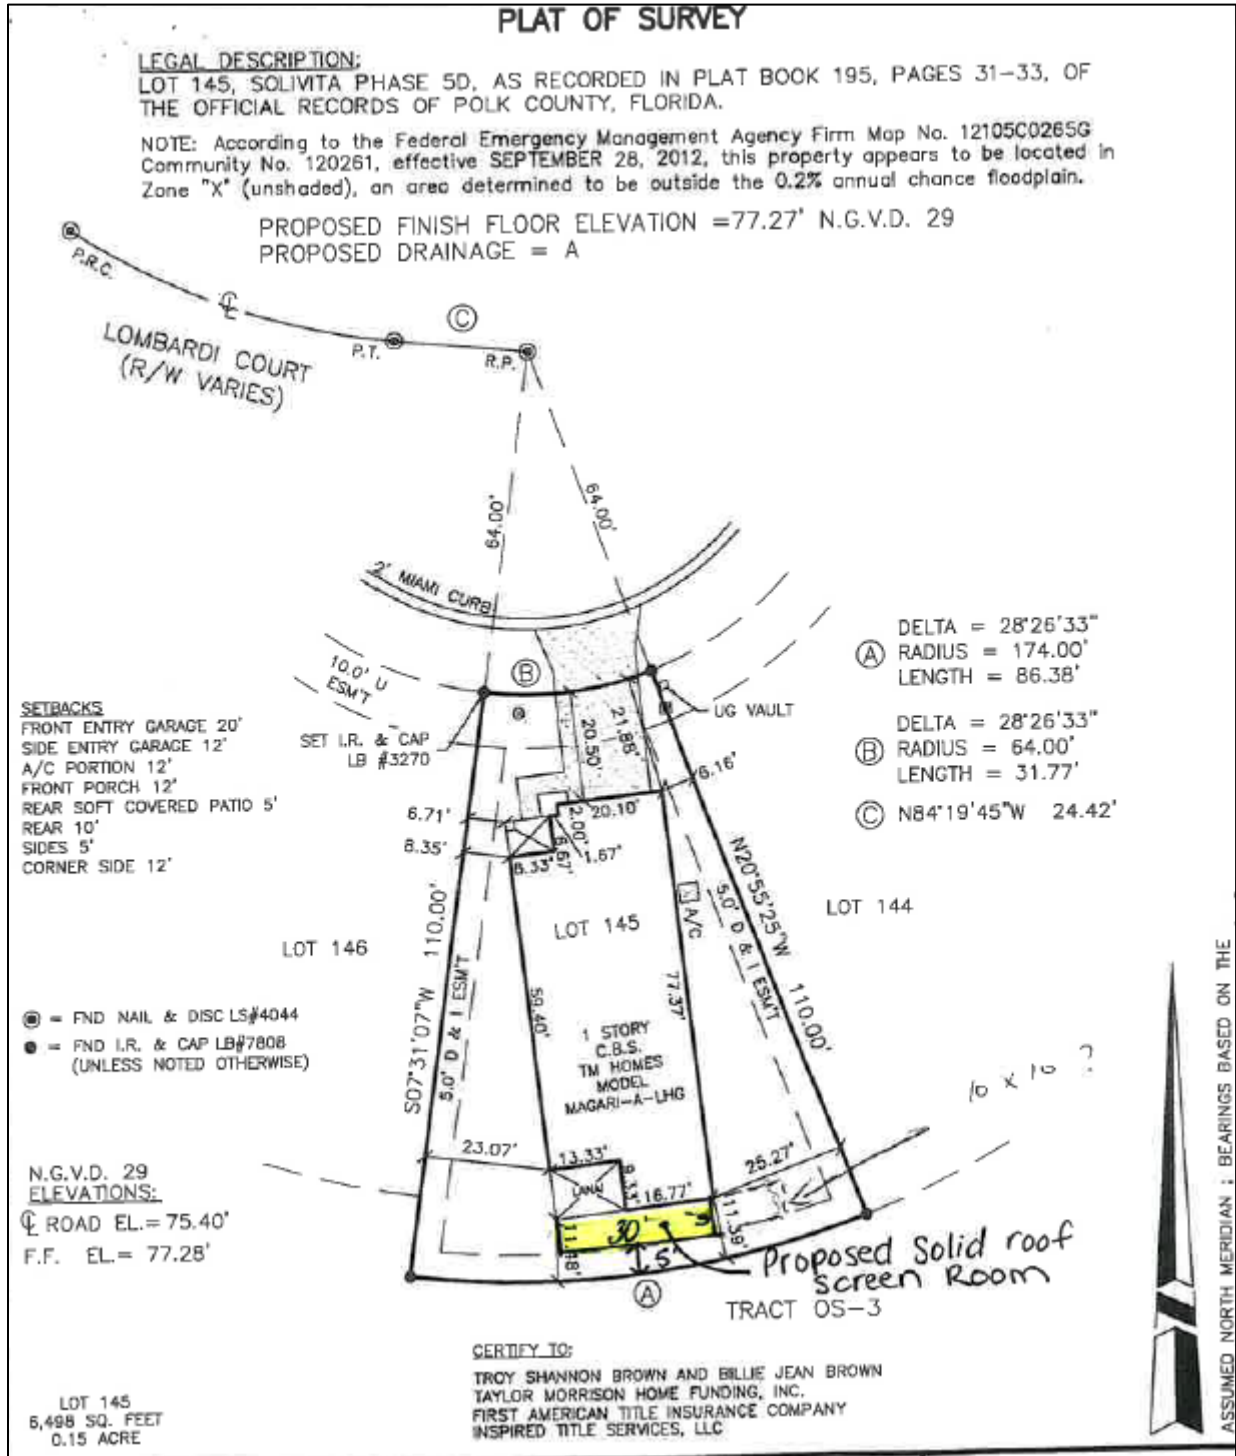 PLAT OF SURVEY
LEGAL DESCRIPTION:
LOT 145, SOLIVITA PHASE 5D, AS RECORDED IN PLAT BOOK 195, PAGES 31-33, OF
THE OFFICIAL RECORDS OF POLK COUNTY, FLORIDA.
NOTE: According to the Federal Emergency Management Agency Firm Map No. 12105C0265G
Community No. 120261, effective SEPTEMBER 28, 2012, this property appears to be located in
Zone "X" (unshaded), an area determined to be outside the 0.2% annual chance floodplain.
PROPOSED FINISH FLOOR ELEVATION =77.27' N.G.V.D. 29
PROPOSED DRAINAGE = A
P.R.C.
℄
C
P.T.
R.P.
LOMBARDI COURT
(R/W VARIES)
64.00'
64.00'
2' MIAMI CURB
10.0' U
ESM'T
B
DELTA = 28°26'33"
A RADIUS = 174.00'
LENGTH = 86.38'
DELTA = 28°26'33"
B RADIUS = 64.00'
LENGTH = 31.77'
C N84°19'45"W 24.42'
UG VAULT
SET I.R. & CAP
LB #3270
SETBACKS
FRONT ENTRY GARAGE 20'
SIDE ENTRY GARAGE 12'
A/C PORTION 12'
FRONT PORCH 12'
REAR SOFT COVERED PATIO 5'
REAR 10'
SIDES 5'
CORNER SIDE 12'
20.50'
21.88'
6.16'
6.71'
20.10'
2.00'
8.35'
8.33'
6.67'
1.67'
A/C
N20°55'25"W 110.00'
5.0' D & I ESM'T
LOT 144
LOT 145
LOT 146
S07°31'07"W 110.00'
5.0' D & I ESM'T
59.40'
77.37'
1 STORY
C.B.S.
TM HOMES
MODEL
MAGARI-A-LHG
= FND NAIL & DISC LS#4044
= FND I.R. & CAP LB#7808
(UNLESS NOTED OTHERWISE)
10 x 10 ?
23.07'
13.33'
25.27'
LANAI
9.33'
16.77'
11.39'
30'
5'
Proposed Solid roof
Screen Room
A
TRACT OS-3
N.G.V.D. 29
ELEVATIONS:
℄ ROAD EL.= 75.40'
F.F. EL.= 77.28'
CERTIFY TO:
TROY SHANNON BROWN AND BILLIE JEAN BROWN
TAYLOR MORRISON HOME FUNDING, INC.
FIRST AMERICAN TITLE INSURANCE COMPANY
INSPIRED TITLE SERVICES, LLC
LOT 145
6,498 SQ. FEET
0.15 ACRE
ASSUMED NORTH MERIDIAN ; BEARINGS BASED ON THE